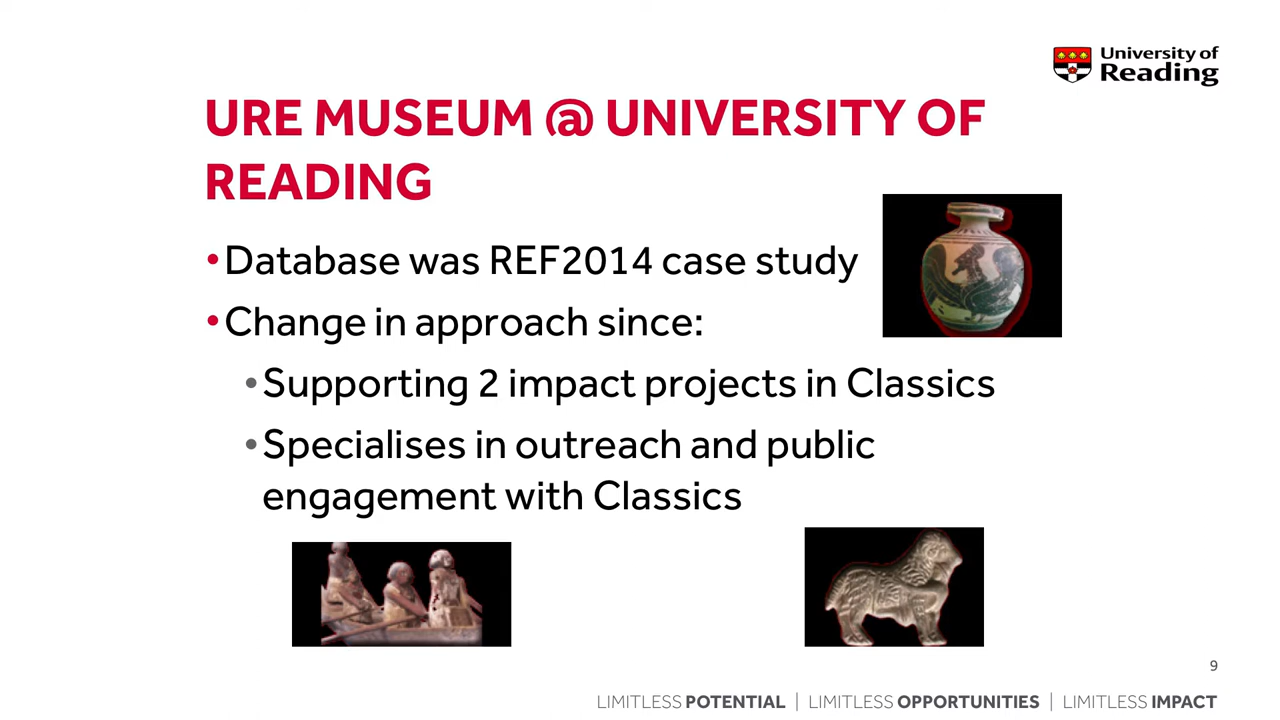 University of
Reading
URE MUSEUM @ UNIVERSITY OF
READING
•Database was REF2014 case study
•Change in approach since:
•Supporting 2 impact projects in Classics
•Specialises in outreach and public
engagement with Classics
9
LIMITLESS POTENTIAL | LIMITLESS OPPORTUNITIES | LIMITLESS IMPACT